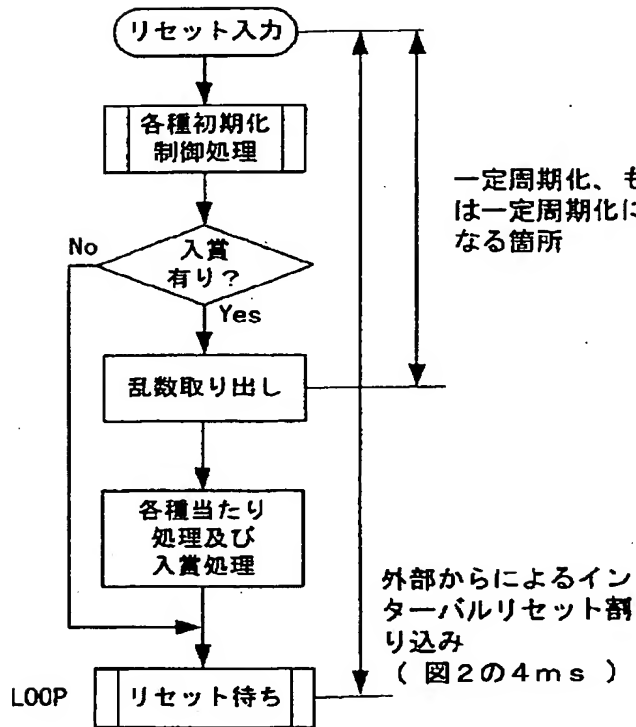 リセット入力
各種初期化
制御処理
一定周期化、も
は一定周期化に
なる箇所
No
入賞
有り？
Yes
乱数取り出し
各種当たり
処理及び
入賞処理
外部からによるイン
ターバルリセット割
り込み
( 図2の4ms )
LOOP
リセット待ち